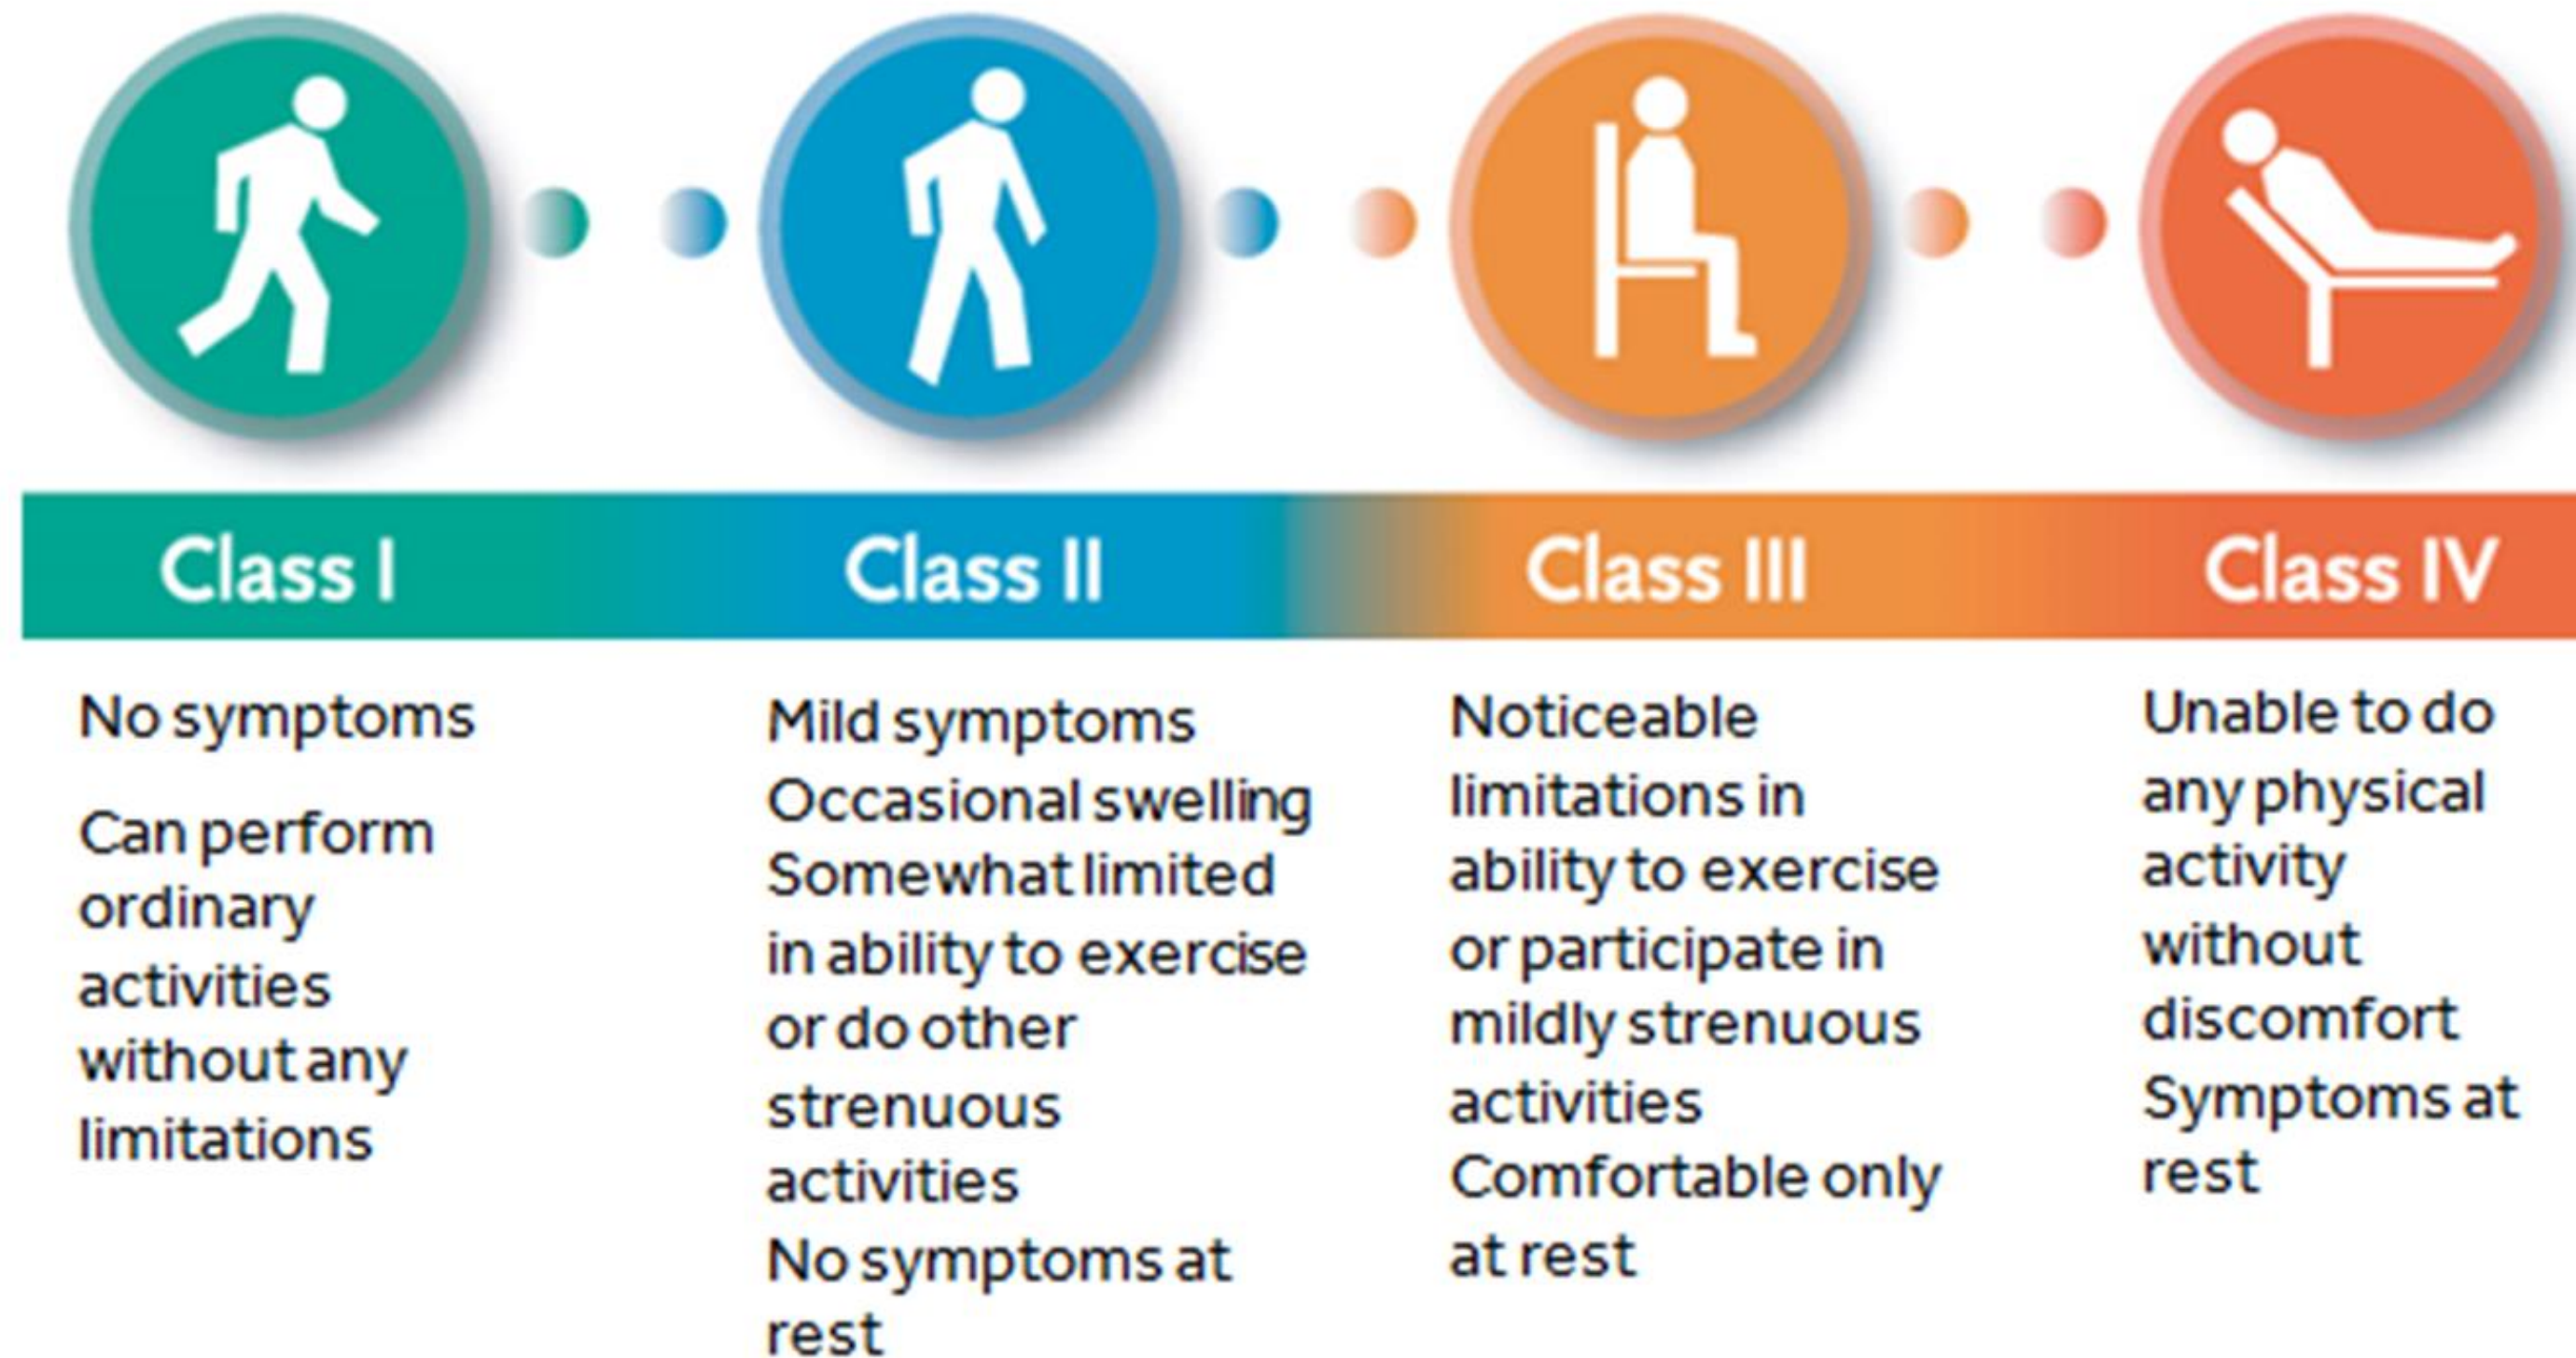 Class I
Class II
Class III
Class IV
No symptoms
Can perform
ordinary
activities
without any
limitations
Mild symptoms
Occasional swelling
Somewhat limited
in ability to exercise
or do other
strenuous
activities
No symptoms at
rest
Noticeable
limitations in
ability to exercise
or participate in
mildly strenuous
activities
Comfortable only
at rest
Unable to do
any physical
activity
without
discomfort
Symptoms at
rest